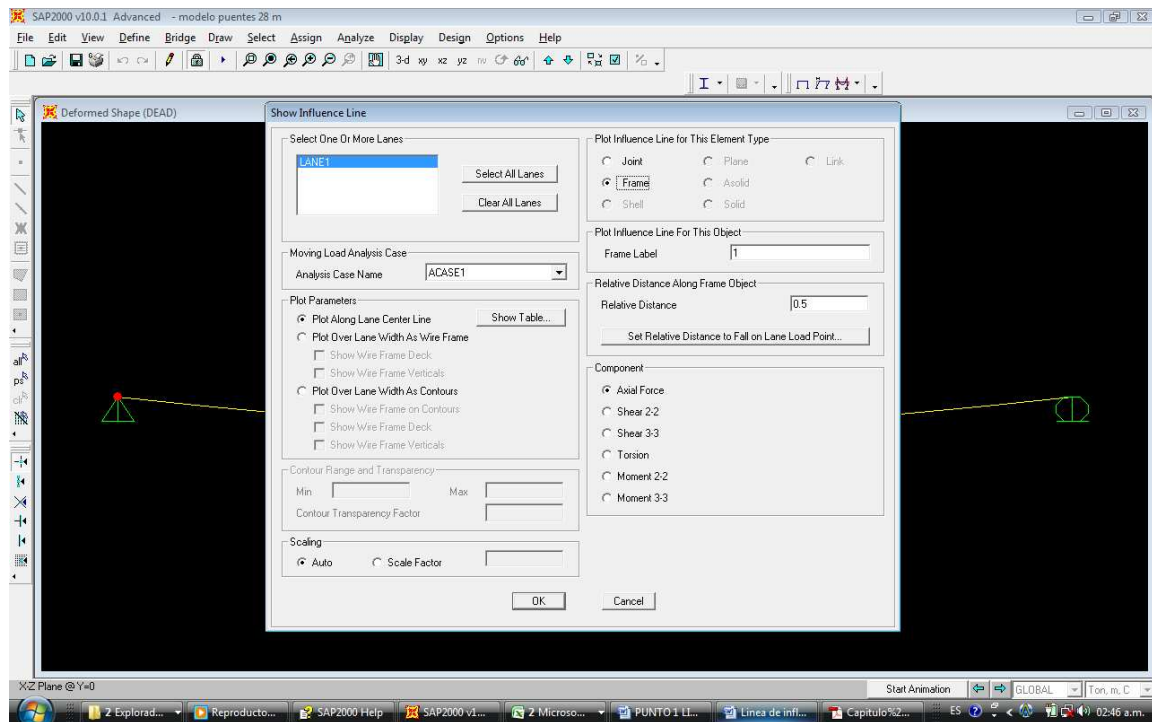 SAP2000 v10.0.1 Advanced - modelo puentes 28 m
File Edit View Define Bridge Draw Select Assign Analyze Display Design Options Help
3-d xy xz yz nv
Deformed Shape (DEAD)
Show Influence Line
Select One Or More Lanes
LANE1
Select All Lanes
Clear All Lanes
Moving Load Analysis Case
Analysis Case Name ACASE1
Plot Parameters
Plot Along Lane Center Line Show Table...
Plot Over Lane Width As Wire Frame
Show Wire Frame Deck
Show Wire Frame Verticals
Plot Over Lane Width As Contours
Show Wire Frame on Contours
Show Wire Frame Deck
Show Wire Frame Verticals
Contour Range and Transparency
Min Max
Contour Transparency Factor
Scaling
Auto Scale Factor
Plot Influence Line for This Element Type
Joint Plane Link
Frame Asolid
Shell Solid
Plot Influence Line For This Object
Frame Label 1
Relative Distance Along Frame Object
Relative Distance 0.5
Set Relative Distance to Fall on Lane Load Point...
Component
Axial Force
Shear 2-2
Shear 3-3
Torsion
Moment 2-2
Moment 3-3
OK Cancel
all
ps
clr
X-Z Plane @ Y=0
Start Animation GLOBAL Ton, m, C
2 Explorad... Reproducto... SAP2000 Help SAP2000 v1... 2 Microso... PUNTO 1 LI... Linea de infl... Capitulo%2... ES 02:46 a.m.